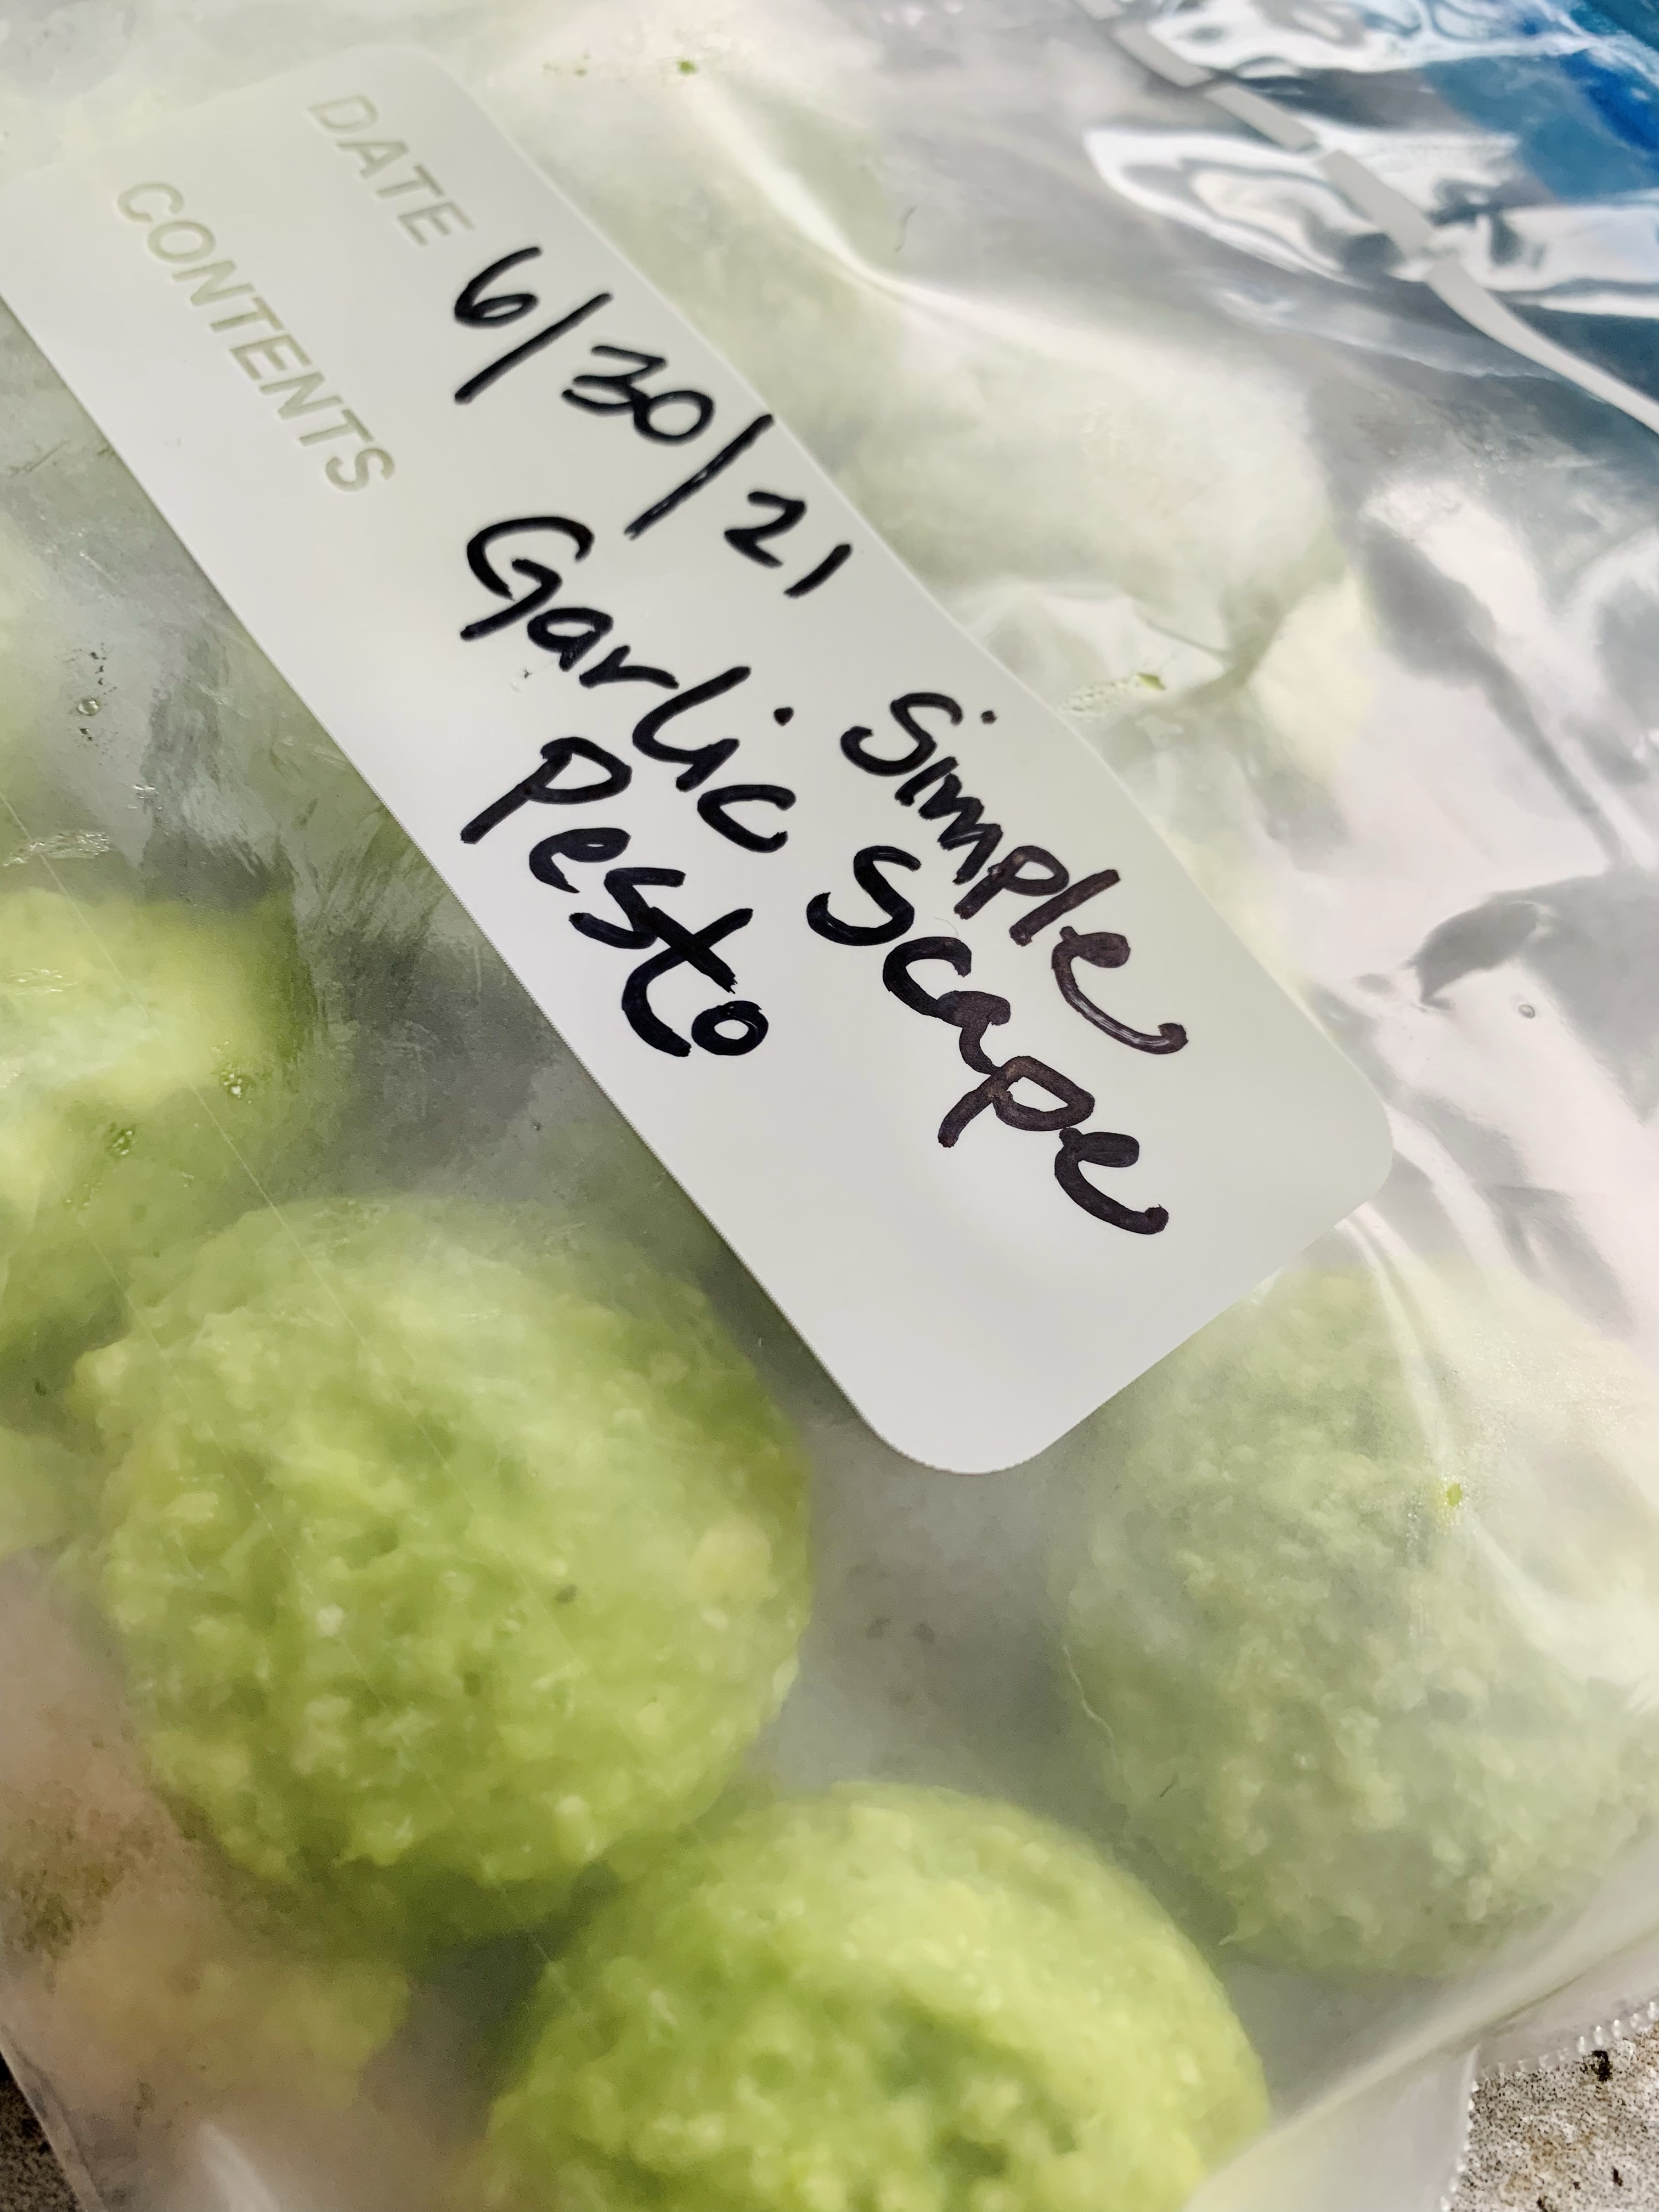 DATE 6/30/21
CONTENTS Simple
Garlic Scape
Pesto